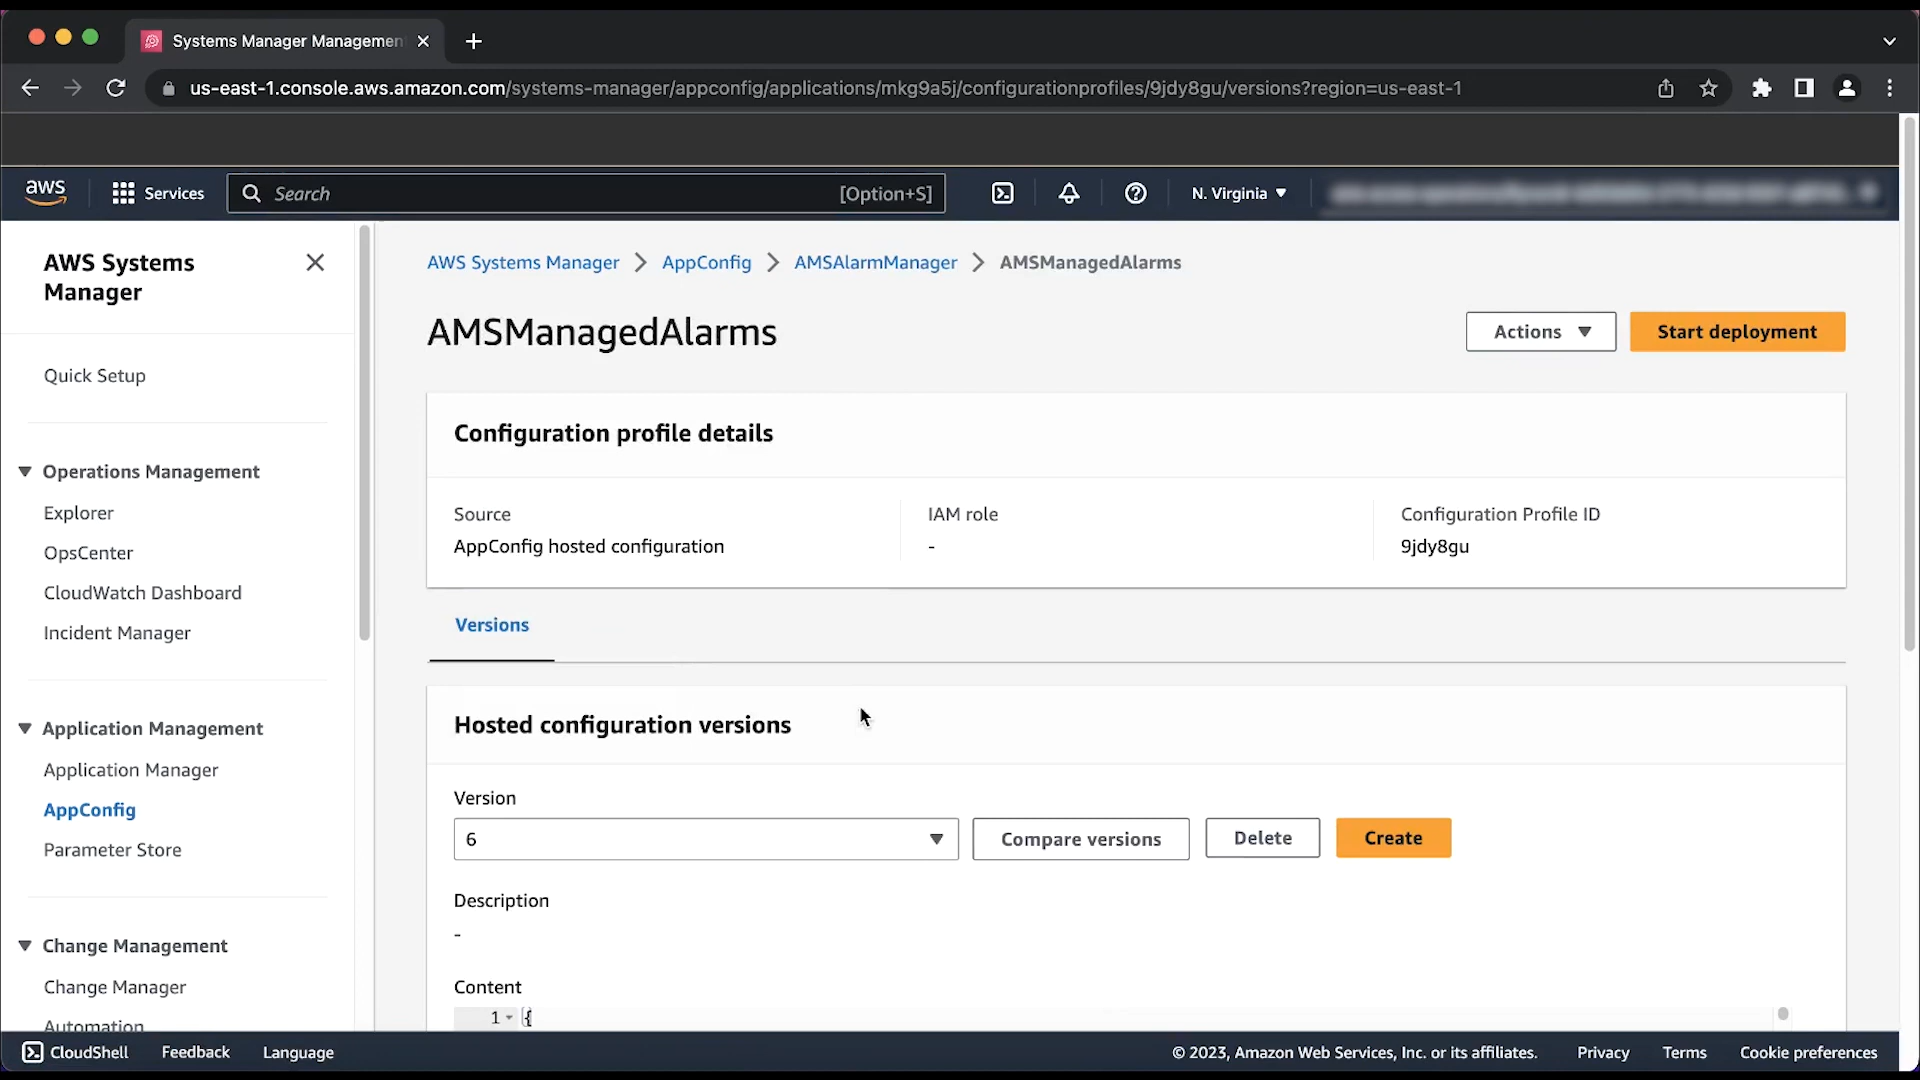 Systems Manager Managemen
us-east-1.console.aws.amazon.com/systems-manager/appconfig/applications/mkg9a5j/configurationprofiles/9jdy8gu/versions?region=us-east-1
aws
Services
Search
[Option+S]
N. Virginia
AWS Systems
Manager
AWS Systems Manager
AppConfig
AMSAlarmManager
AMSManagedAlarms
AMSManagedAlarms
Actions
Start deployment
Quick Setup
Configuration profile details
Operations Management
Explorer
OpsCenter
CloudWatch Dashboard
Incident Manager
Source
AppConfig hosted configuration
IAM role
-
Configuration Profile ID
9jdy8gu
Versions
Application Management
Application Manager
AppConfig
Parameter Store
Hosted configuration versions
Version
6
Compare versions
Delete
Create
Description
-
Content
1 {
Change Management
Change Manager
Automation
CloudShell
Feedback
Language
© 2023, Amazon Web Services, Inc. or its affiliates.
Privacy
Terms
Cookie preferences